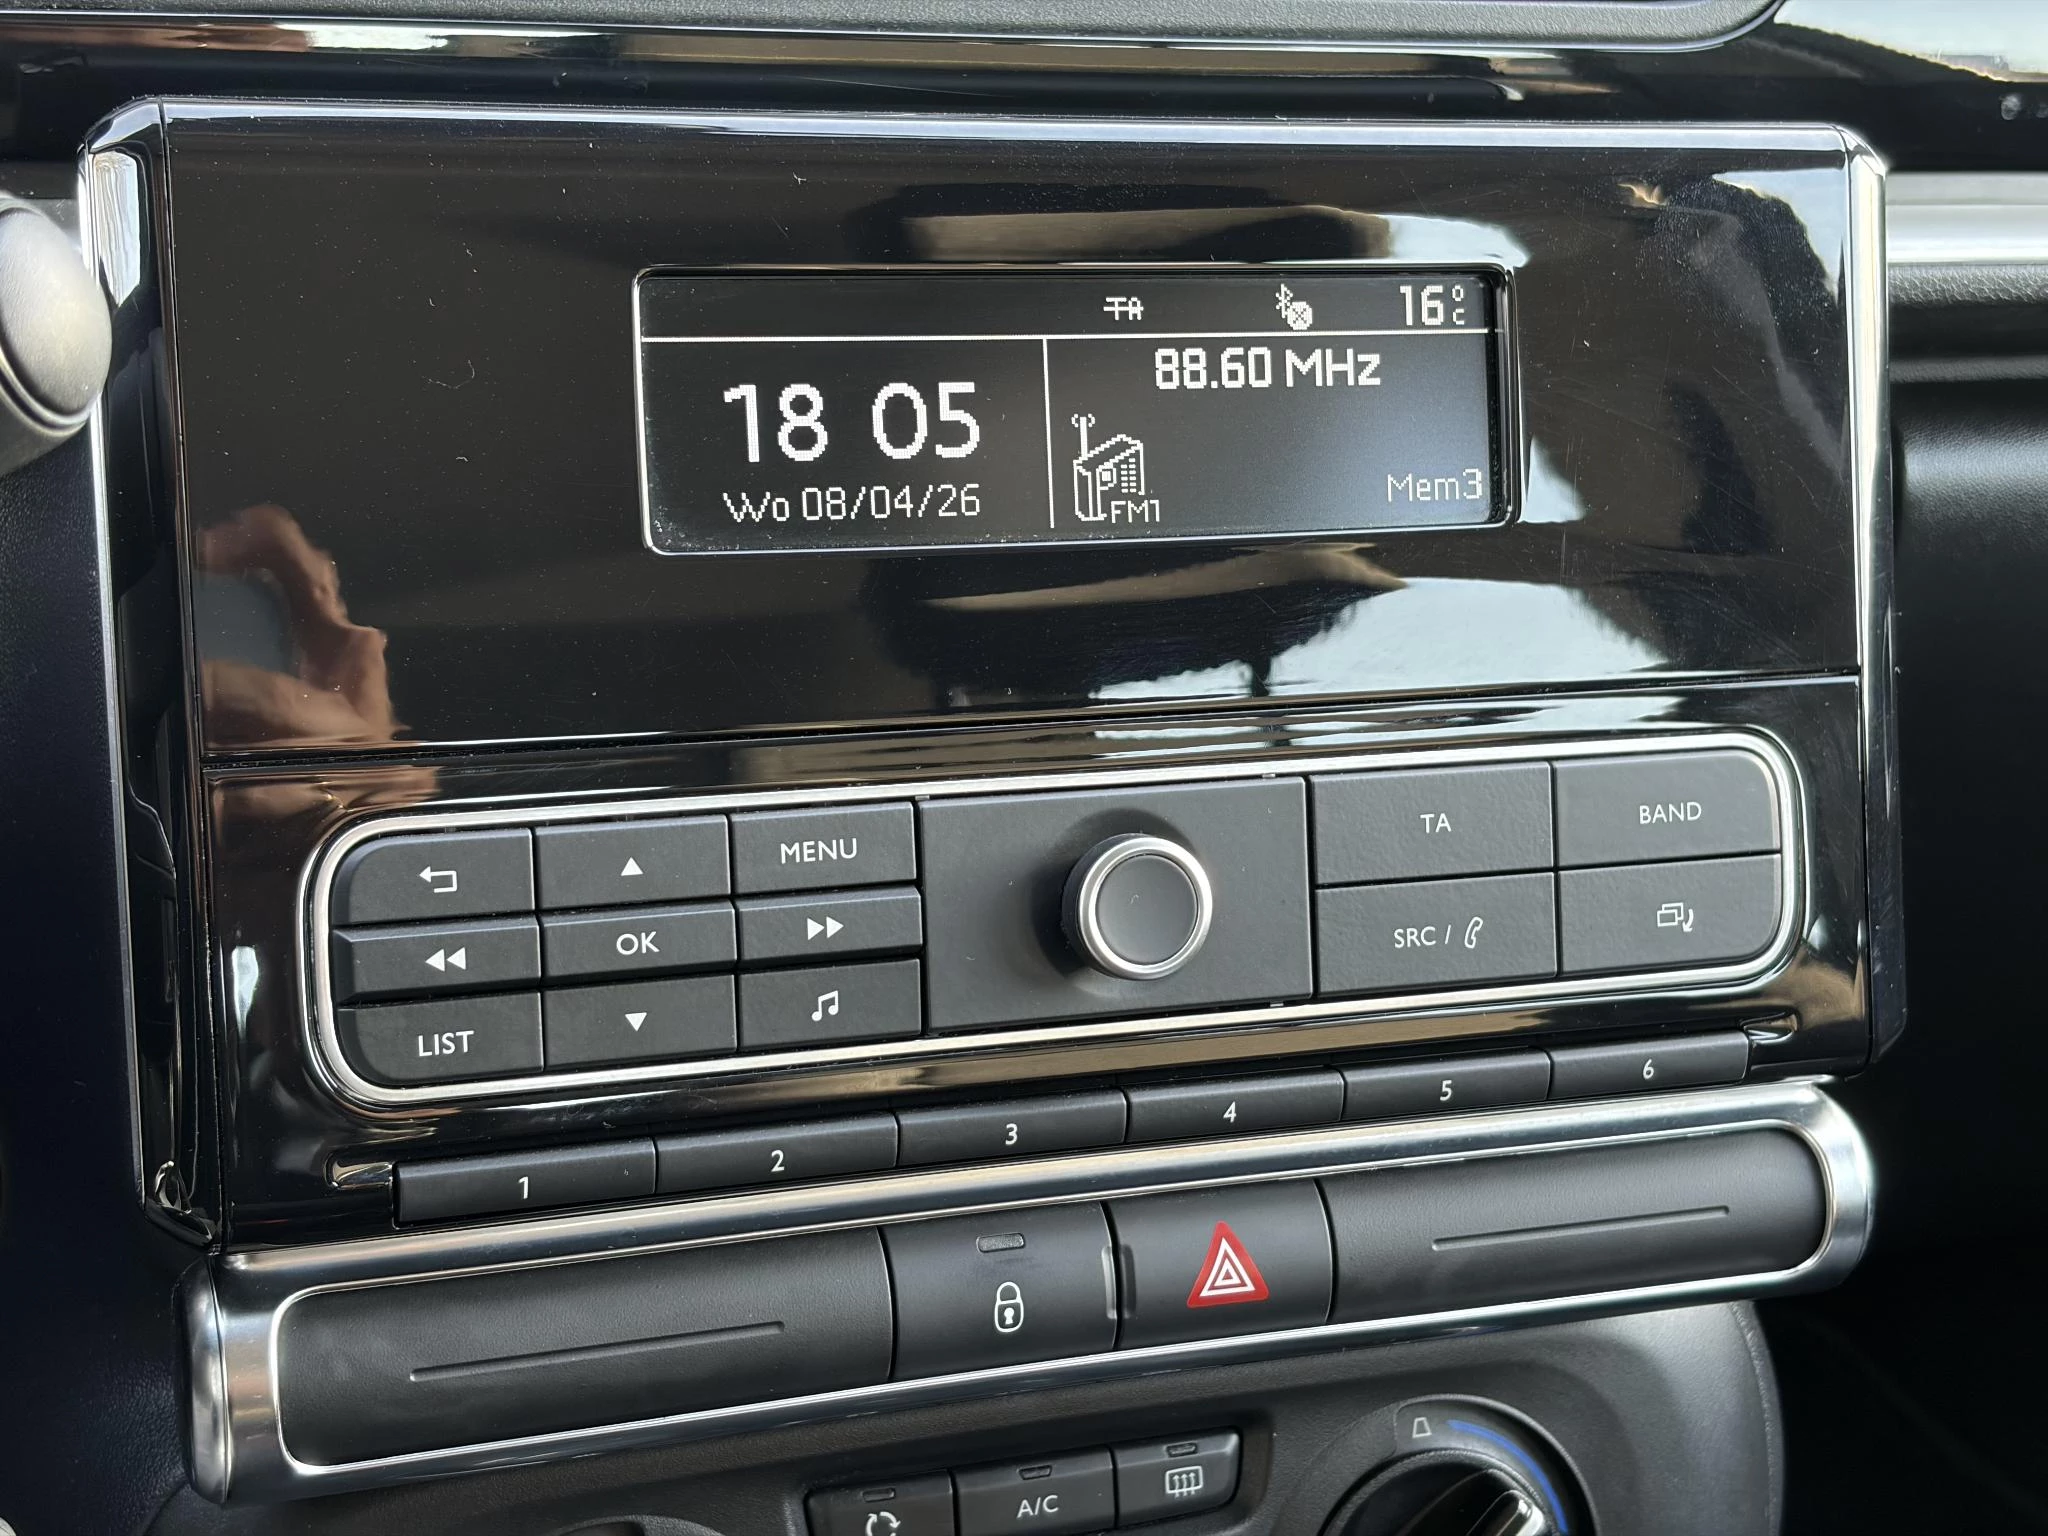 TA 16°C
88.60 MHz
18 05
Wo 08/04/26
FM1
Mem3
MENU
TA
BAND
OK
SRC /
LIST
1 2 3 4 5 6
A/C